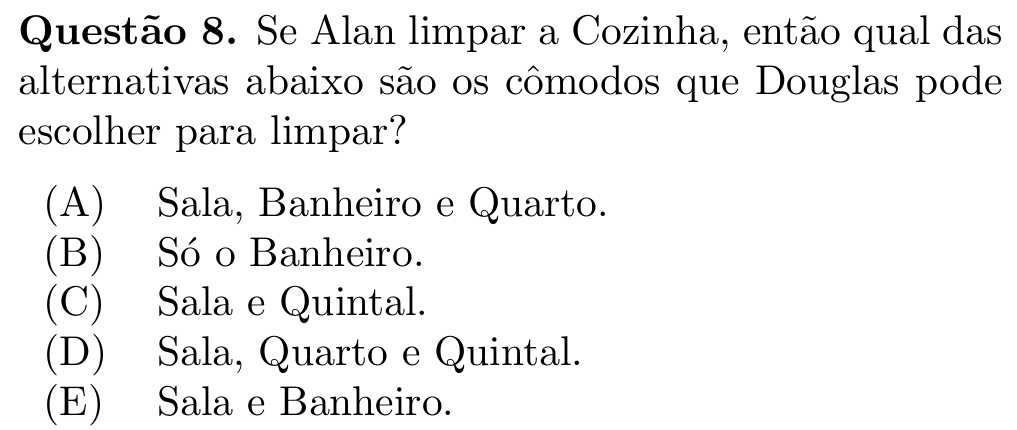 Questão 8. Se Alan limpar a Cozinha, então qual das
alternativas abaixo são os cômodos que Douglas pode
escolher para limpar?
(A) Sala, Banheiro e Quarto.
(B) Só o Banheiro.
(C) Sala e Quintal.
(D) Sala, Quarto e Quintal.
(E) Sala e Banheiro.